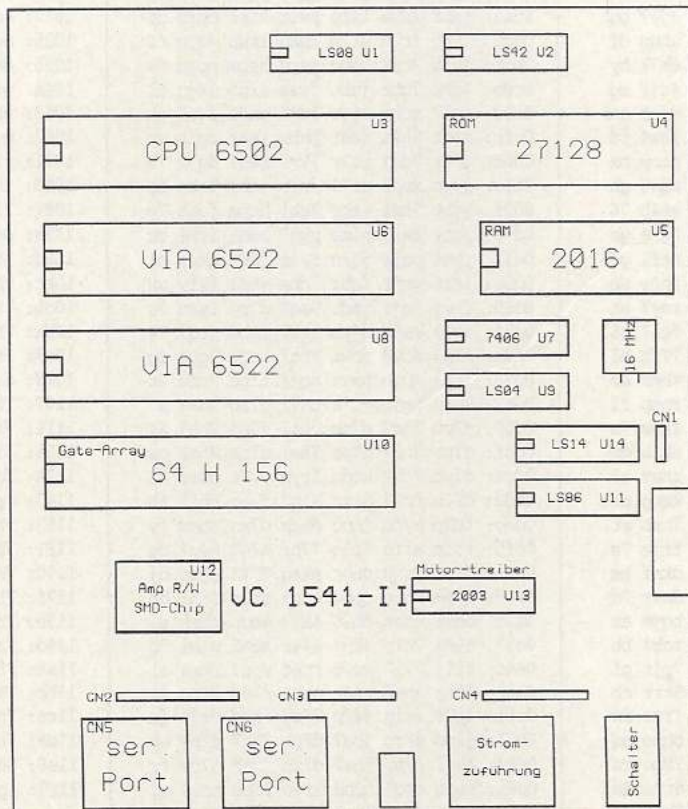 LS08 U1
LS42 U2
U3
CPU 6502
ROM U4
27128
U6
VIA 6522
RAM U5
2016
U8
VIA 6522
7406 U7
16 MHz
LS04 U9
CN1
Gate-Array U10
64 H 156
LS14 U14
LS86 U11
U12
Amp R/W
SMD-Chip
VC 1541-II
Motor-treiber
2003 U13
CN2
CN3
CN4
CN5
ser
Port
CN6
ser
Port
Strom-
zuführung
Schalter